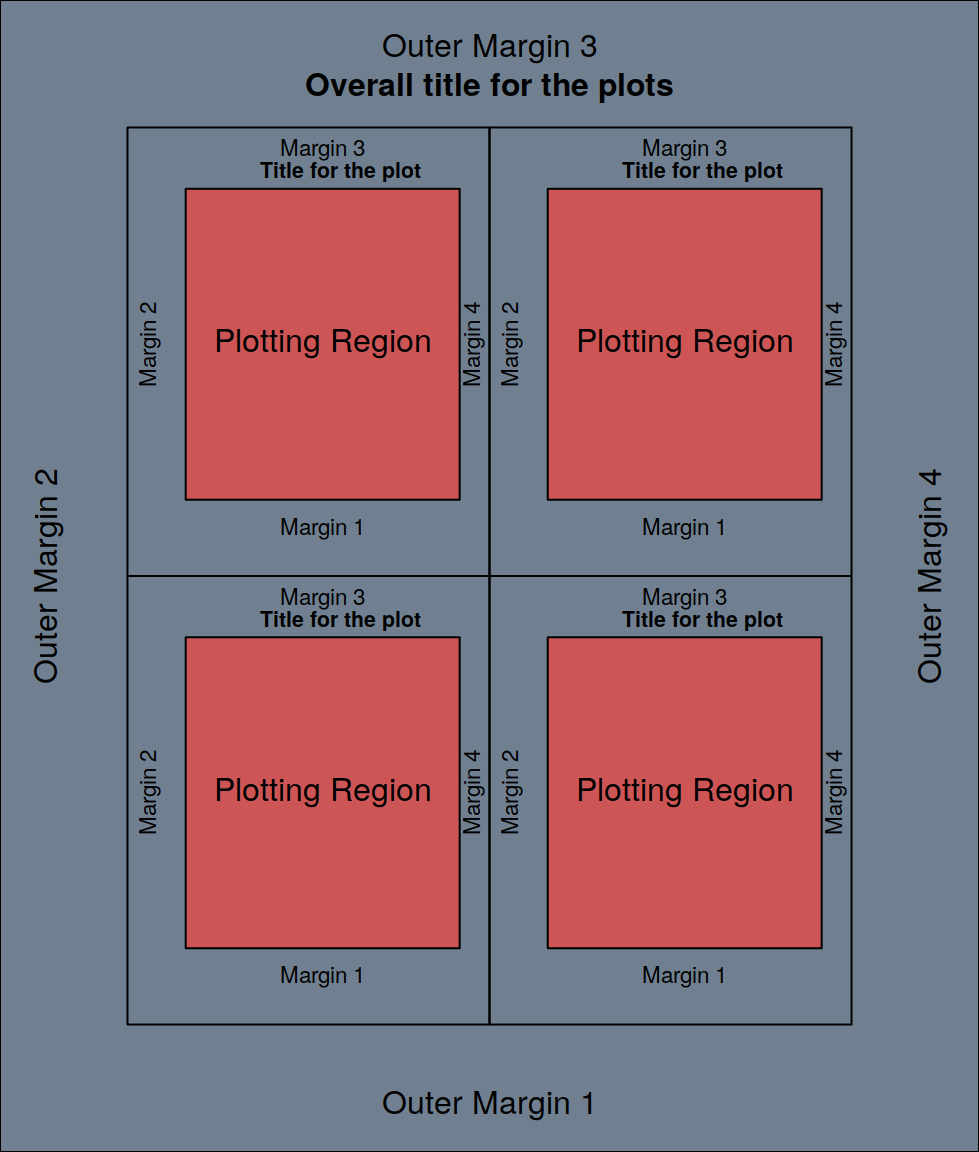 Outer Margin 3
Overall title for the plots
Margin 3
Title for the plot
Margin 2
Plotting Region
Margin 4
Margin 1
Margin 3
Title for the plot
Margin 2
Plotting Region
Margin 4
Margin 1
Outer Margin 2
Outer Margin 4
Margin 3
Title for the plot
Margin 2
Plotting Region
Margin 4
Margin 1
Margin 3
Title for the plot
Margin 2
Plotting Region
Margin 4
Margin 1
Outer Margin 1